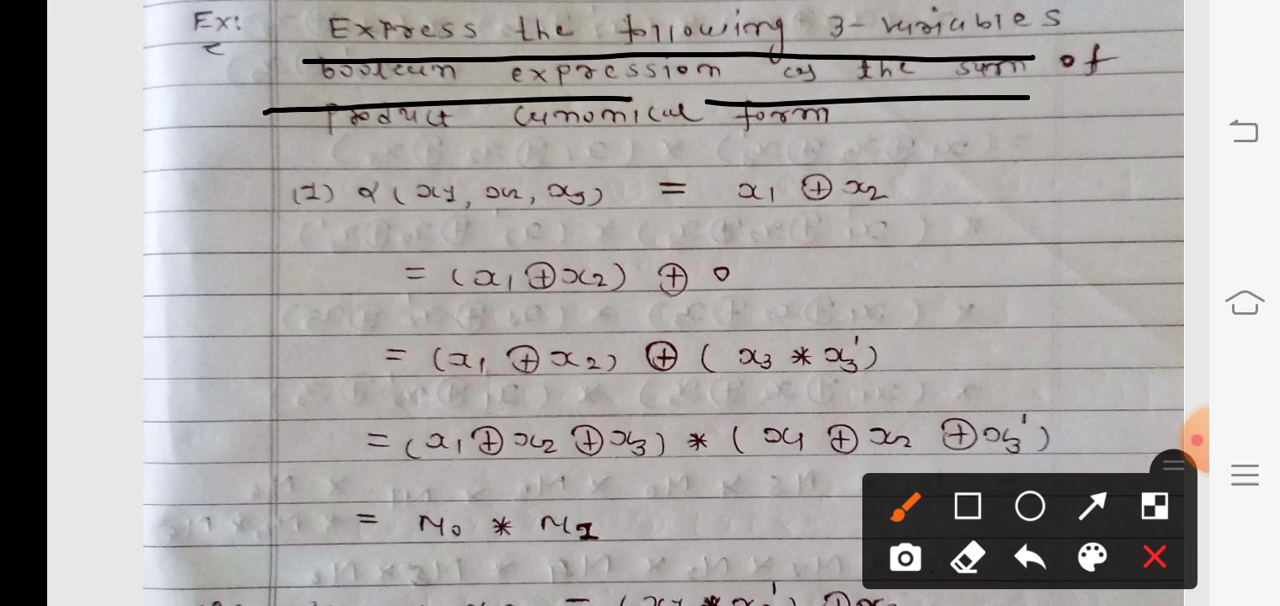 Ex:
Express the following 3-variables
boolean expression as the sum of
product canonical form
(1) α (x1, x2, x3) = x1 ⊕ x2
= (x1 ⊕ x2) ⊕ 0
= (x1 ⊕ x2) ⊕ ( x3 * x3')
= (x1 ⊕ x2 ⊕ x3) * ( x1 ⊕ x2 ⊕ x3')
= M0 * M1